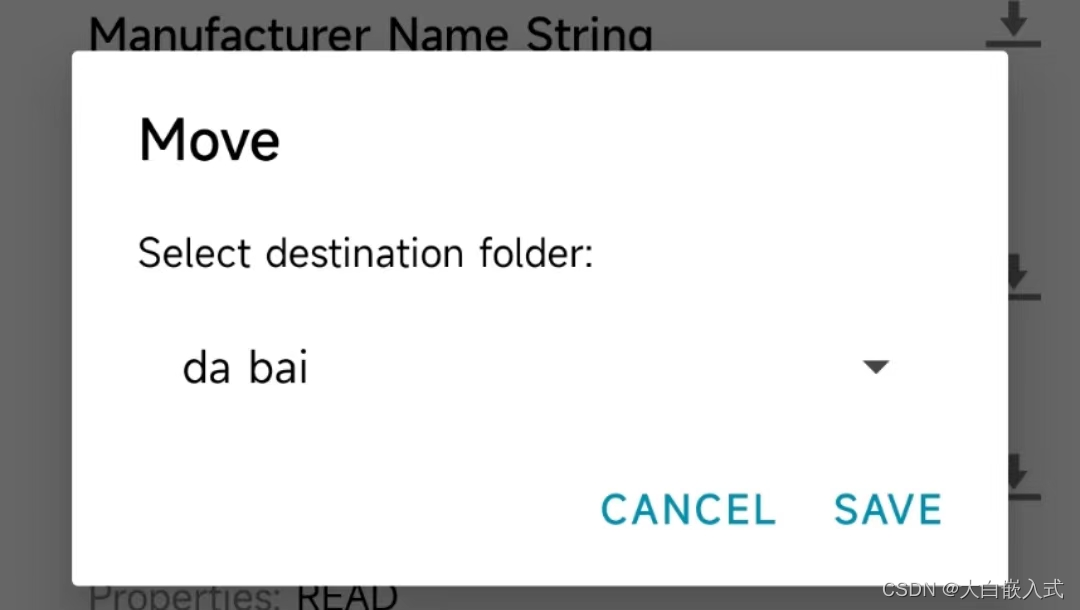 Manufacturer Name String
Move
Select destination folder:
da bai
CANCEL SAVE
Properties: READ
CSDN @大白嵌入式